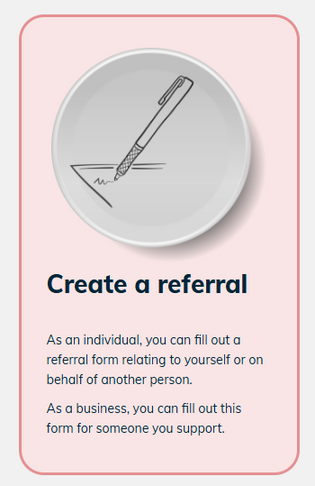 Create a referral
As an individual, you can fill out a
referral form relating to yourself or on
behalf of another person.
As a business, you can fill out this
form for someone you support.